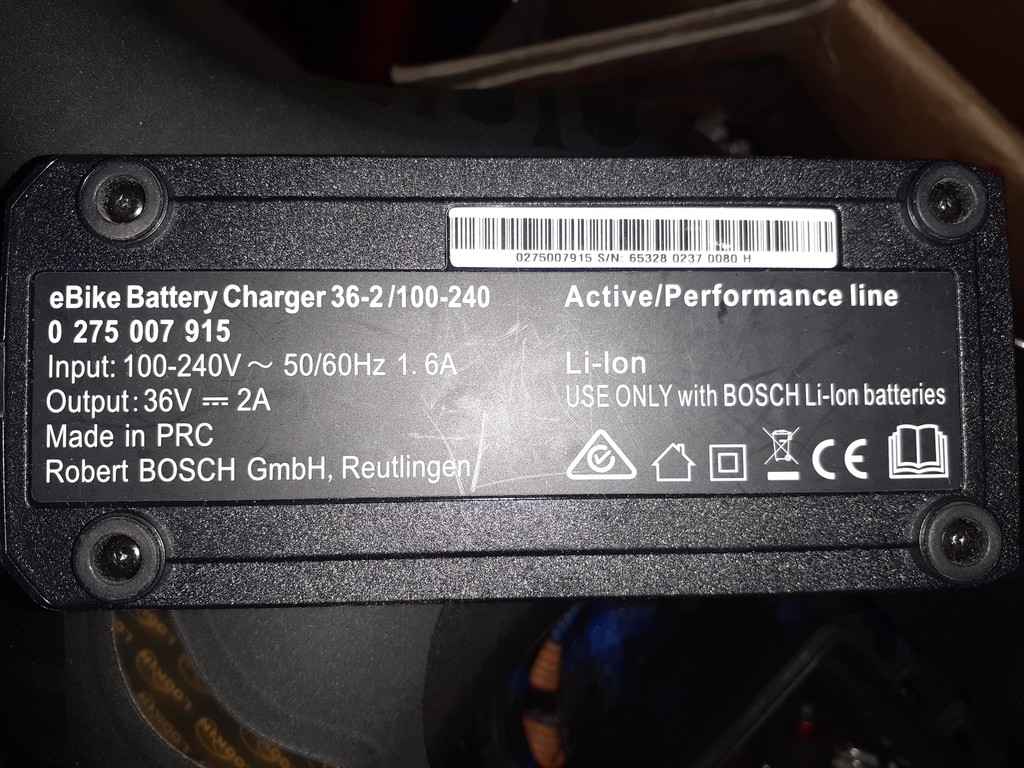 0275007915 S/N: 65328 0237 0080 H
eBike Battery Charger 36-2 /100-240
0 275 007 915
Input: 100-240V ~ 50/60Hz 1.6A
Output: 36V ⎓ 2A
Made in PRC
Robert BOSCH GmbH, Reutlingen
Active/Performance line
Li-Ion
USE ONLY with BOSCH Li-Ion batteries
CE